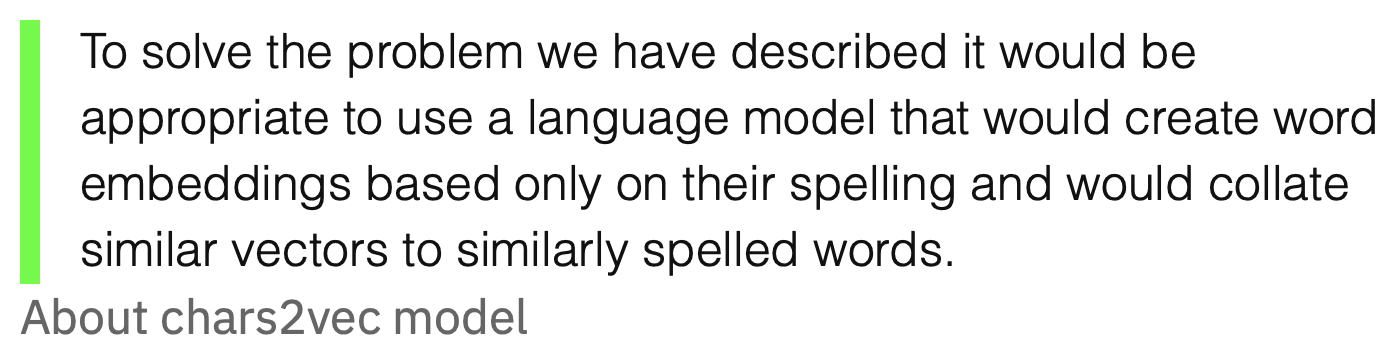 To solve the problem we have described it would be
appropriate to use a language model that would create word
embeddings based only on their spelling and would collate
similar vectors to similarly spelled words.
About chars2vec model